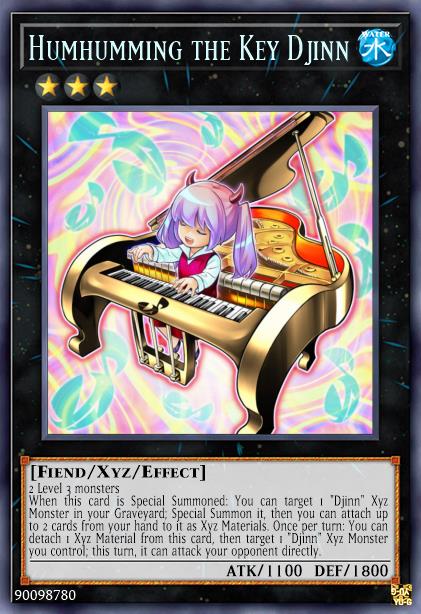 HUMHUMMING THE KEY DJINN
WATER
水
[FIEND/XYZ/EFFECT]
2 Level 3 monsters
When this card is Special Summoned: You can target 1 "Djinn" Xyz
Monster in your Graveyard; Special Summon it, then you can attach up
to 2 cards from your hand to it as Xyz Materials. Once per turn: You can
detach 1 Xyz Material from this card, then target 1 "Djinn" Xyz Monster
you control; this turn, it can attack your opponent directly.
ATK/1100 DEF/1800
90098780